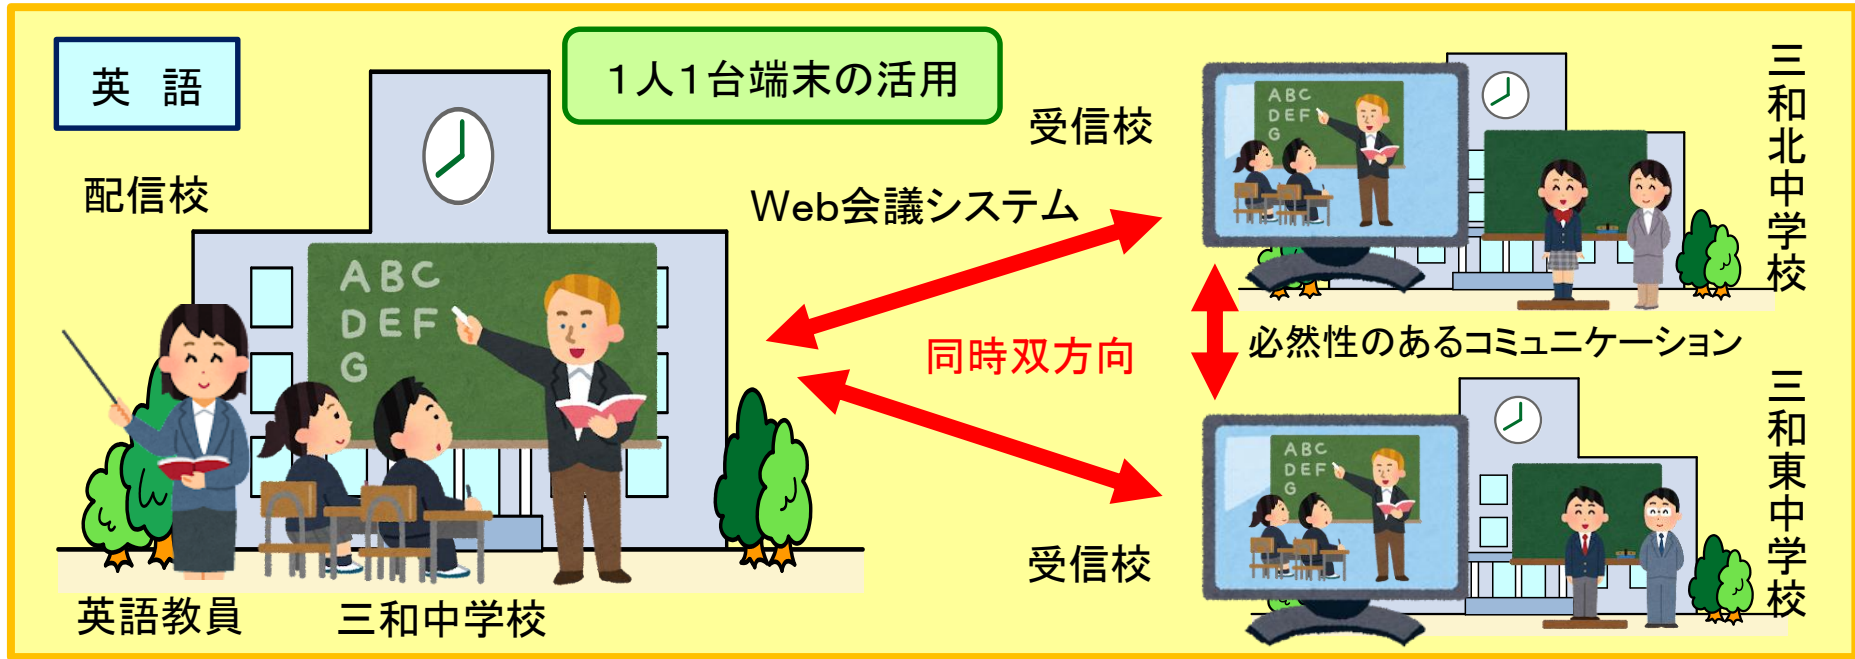 英　語
１人１台端末の活用
配信校
ABC
DEF
G
英語教員
三和中学校
Web会議システム
同時双方向
受信校
ABC
DEF
G
三和北中学校
必然性のあるコミュニケーション
受信校
ABC
DEF
G
三和東中学校